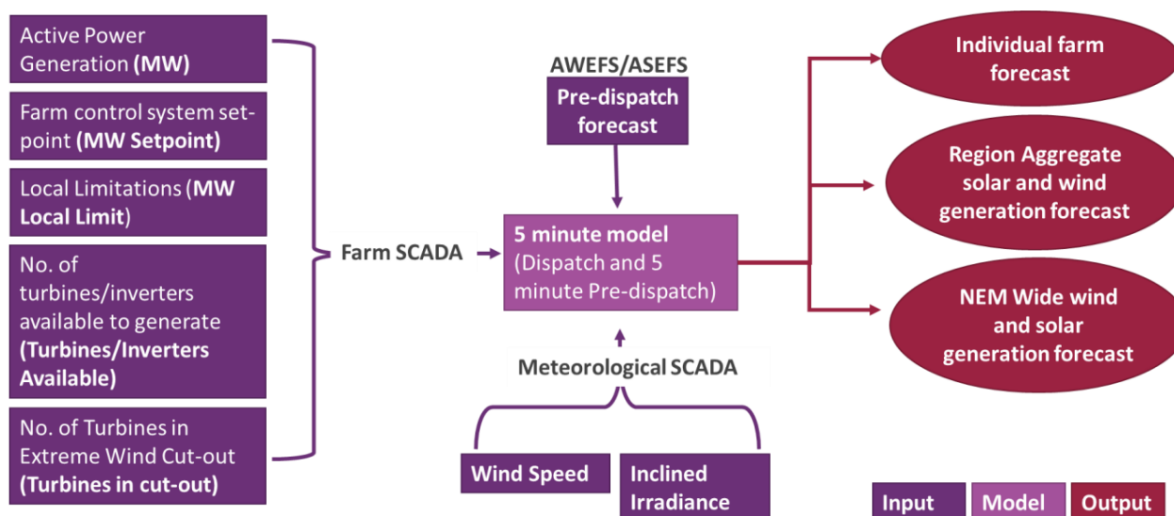 Active Power
Generation (MW)
Farm control system set-
point (MW Setpoint)
Local Limitations (MW
Local Limit)
No. of
turbines/inverters
available to generate
(Turbines/Inverters
Available)
No. of Turbines in
Extreme Wind Cut-out
(Turbines in cut-out)
Farm SCADA
AWEFS/ASEFS
Pre-dispatch
forecast
5 minute model
(Dispatch and 5
minute Pre-dispatch)
Meteorological SCADA
Wind Speed
Inclined
Irradiance
Individual farm
forecast
Region Aggregate
solar and wind
generation forecast
NEM Wide wind
and solar
generation forecast
Input
Model
Output